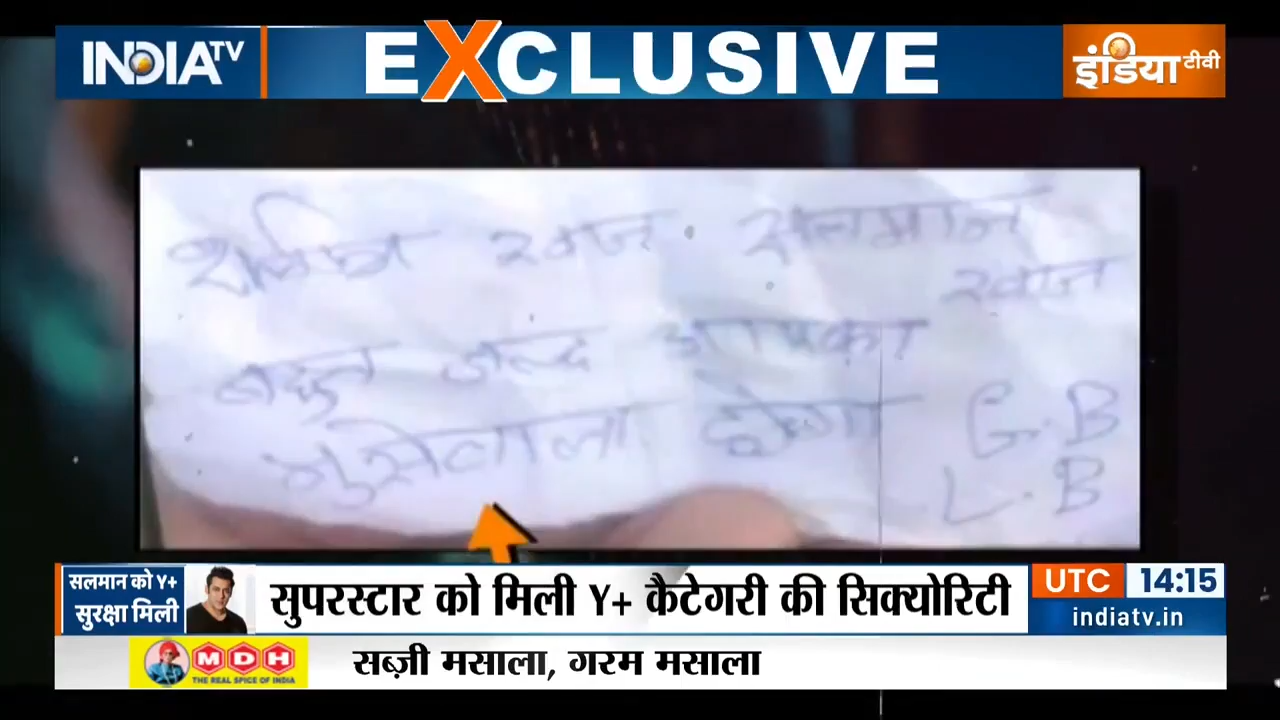 INDIA TV
EXCLUSIVE
इंडिया टीवी
सलमान
खान
बहुत जल्द आपका
मुसेवाला होगा
G.B
L.B
सलमान को Y+
सुरक्षा मिली
सुपरस्टार को मिली Y+ कैटेगरी की सिक्योरिटी
UTC 14:15
indiatv.in
MDH
THE REAL SPICE OF INDIA
सब्ज़ी मसाला, गरम मसाला